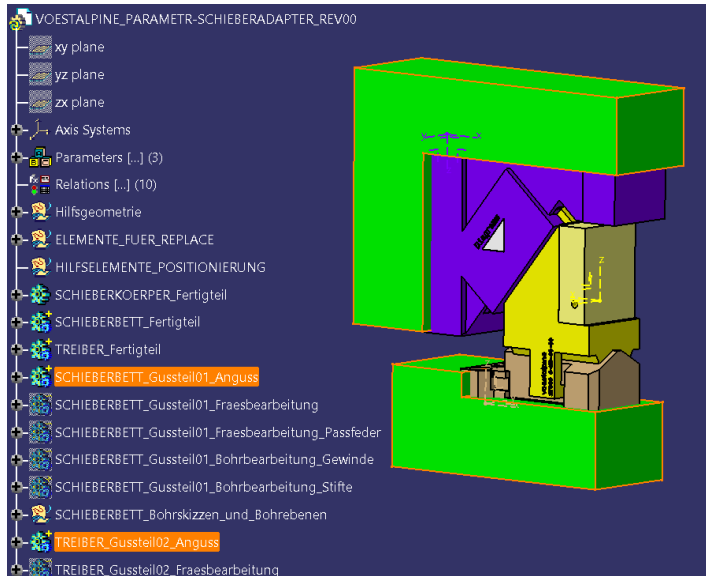 VOESTALPINE_PARAMETR-SCHIEBERADAPTER_REV00
xy plane
yz plane
zx plane
Axis Systems
Parameters [...] (3)
Relations [...] (10)
Hilfsgeometrie
ELEMENTE_FUER_REPLACE
HILFSELEMENTE_POSITIONIERUNG
SCHIEBERKOERPER_Fertigteil
SCHIEBERBETT_Fertigteil
TREIBER_Fertigteil
SCHIEBERBETT_Gussteil01_Anguss
SCHIEBERBETT_Gussteil01_Fraesbearbeitung
SCHIEBERBETT_Gussteil01_Fraesbearbeitung_Passfeder
SCHIEBERBETT_Gussteil01_Bohrbearbeitung_Gewinde
SCHIEBERBETT_Gussteil01_Bohrbearbeitung_Stifte
SCHIEBERBETT_Bohrskizzen_und_Bohrebenen
TREIBER_Gussteil02_Anguss
TREIBER_Gussteil02_Fraesbearbeitung
y x
z